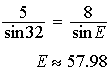 5/sin32 = 8/sin E
E ≈ 57.98